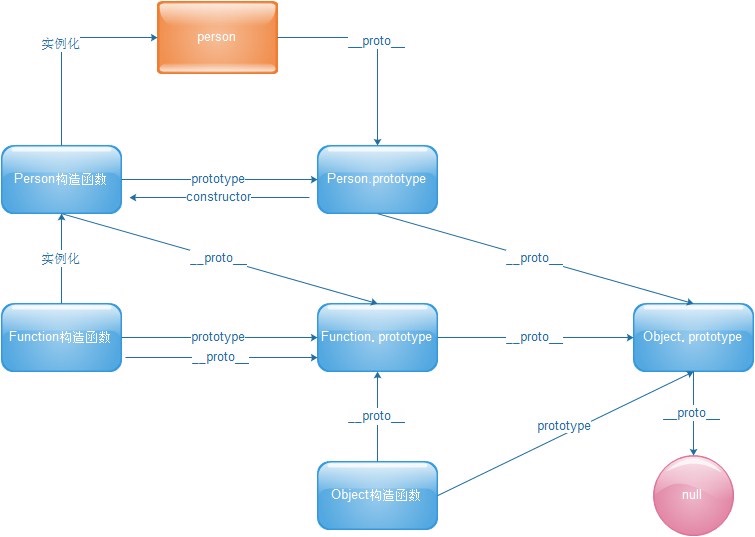 person
实例化
__proto__
Person构造函数
prototype
Person.prototype
constructor
实例化
__proto__
__proto__
Function构造函数
prototype
Function. prototype
__proto__
Object. prototype
__proto__
__proto__
__proto__
prototype
Object构造函数
null